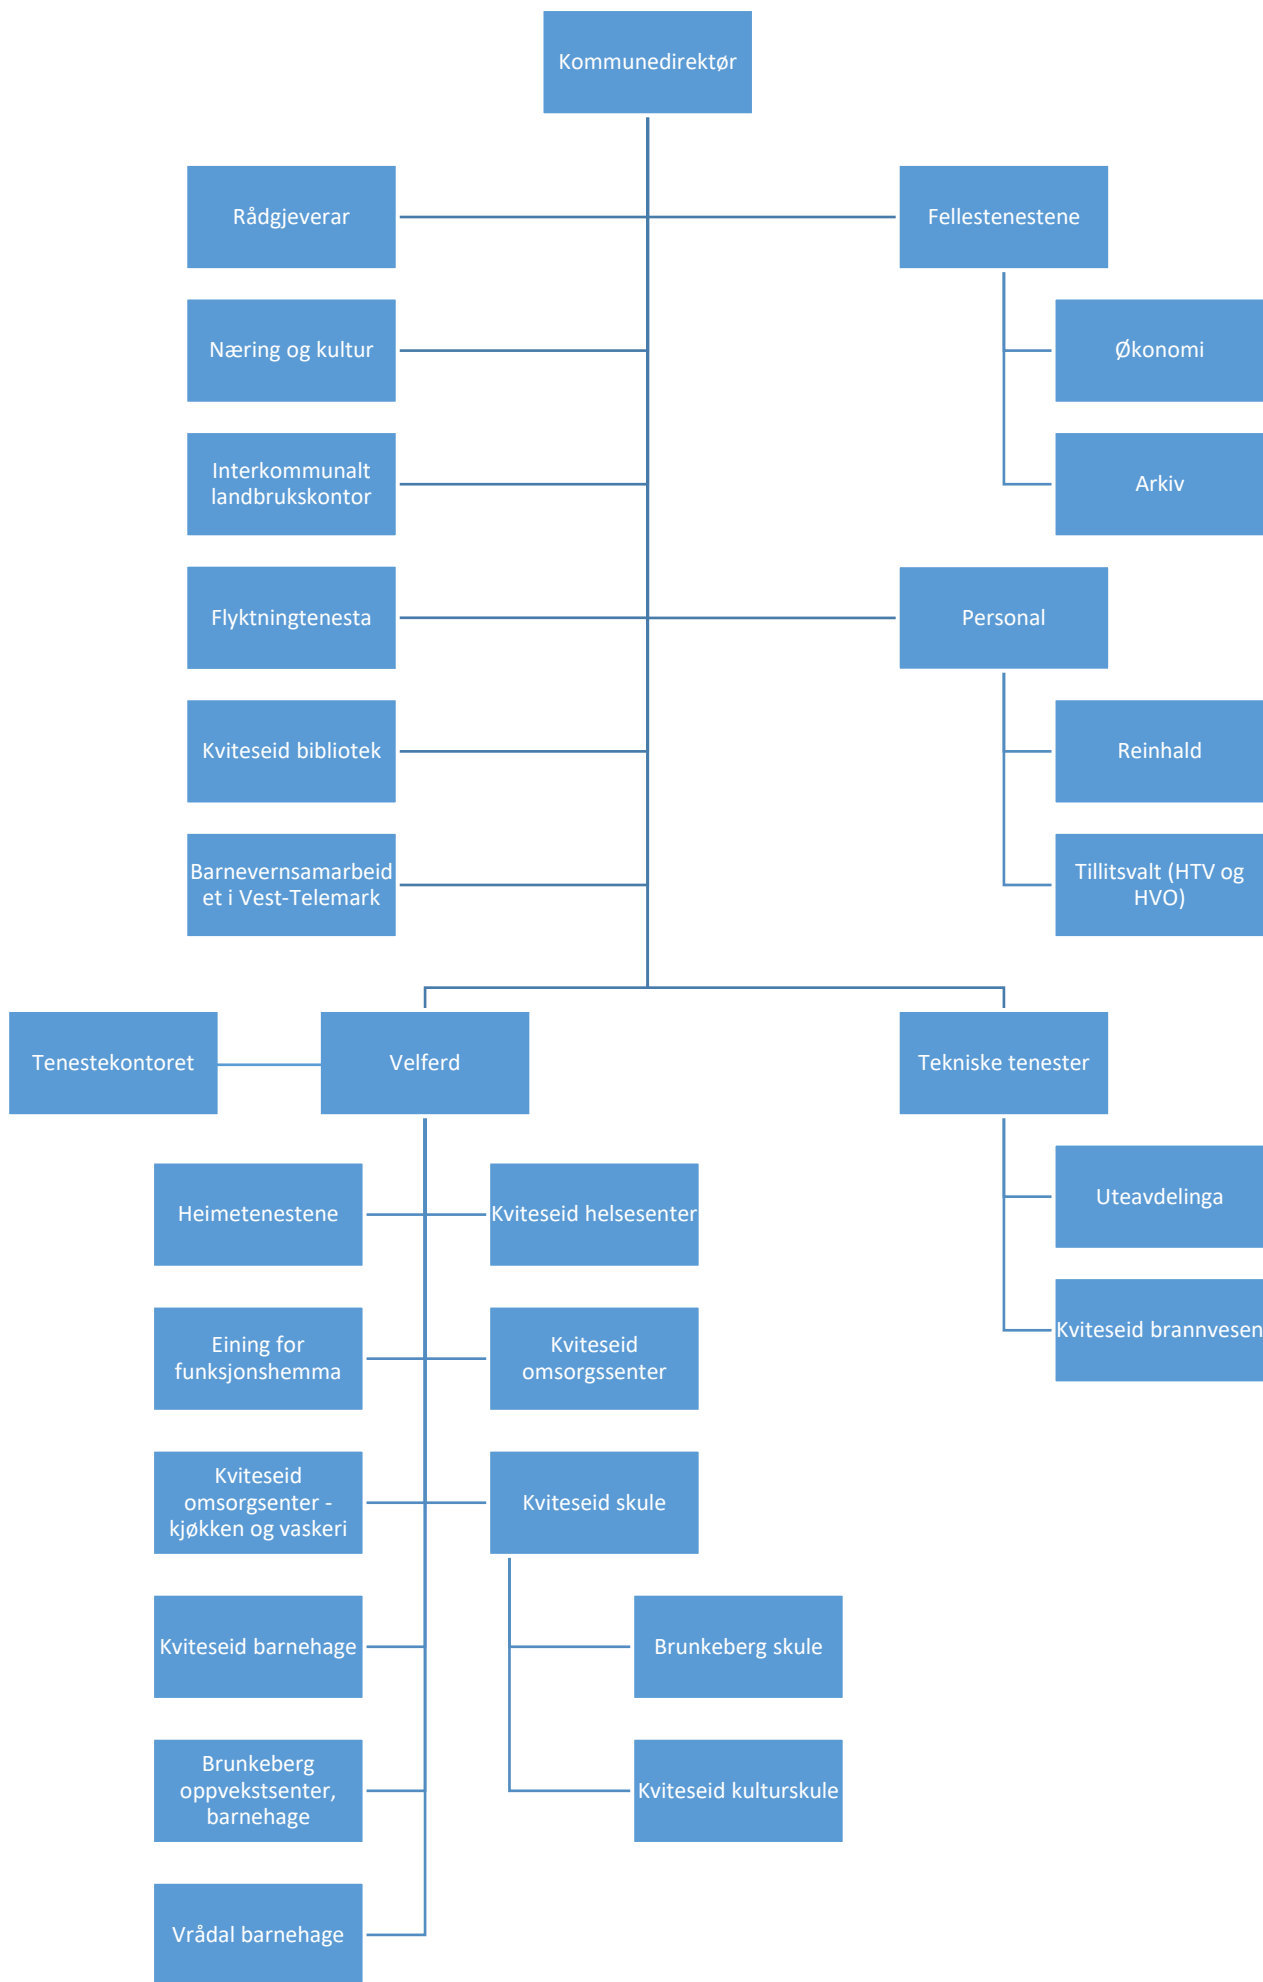 Kommunedirektør
Rådgjeverar
Fellestenestene
Næring og kultur
Økonomi
Interkommunalt
landbrukskontor
Arkiv
Flyktningtenesta
Personal
Kviteseid bibliotek
Reinhald
Barnevernsamarbeid
et i Vest-Telemark
Tillitsvalt (HTV og
HVO)
Tenestekontoret
Velferd
Tekniske tenester
Heimetenestene
Kviteseid helsesenter
Uteavdelinga
Eining for
funksjonshemma
Kviteseid
omsorgssenter
Kviteseid brannvesen
Kviteseid
omsorgsenter -
kjøkken og vaskeri
Kviteseid skule
Kviteseid barnehage
Brunkeberg skule
Brunkeberg
oppvekstsenter,
barnehage
Kviteseid kulturskule
Vrådal barnehage